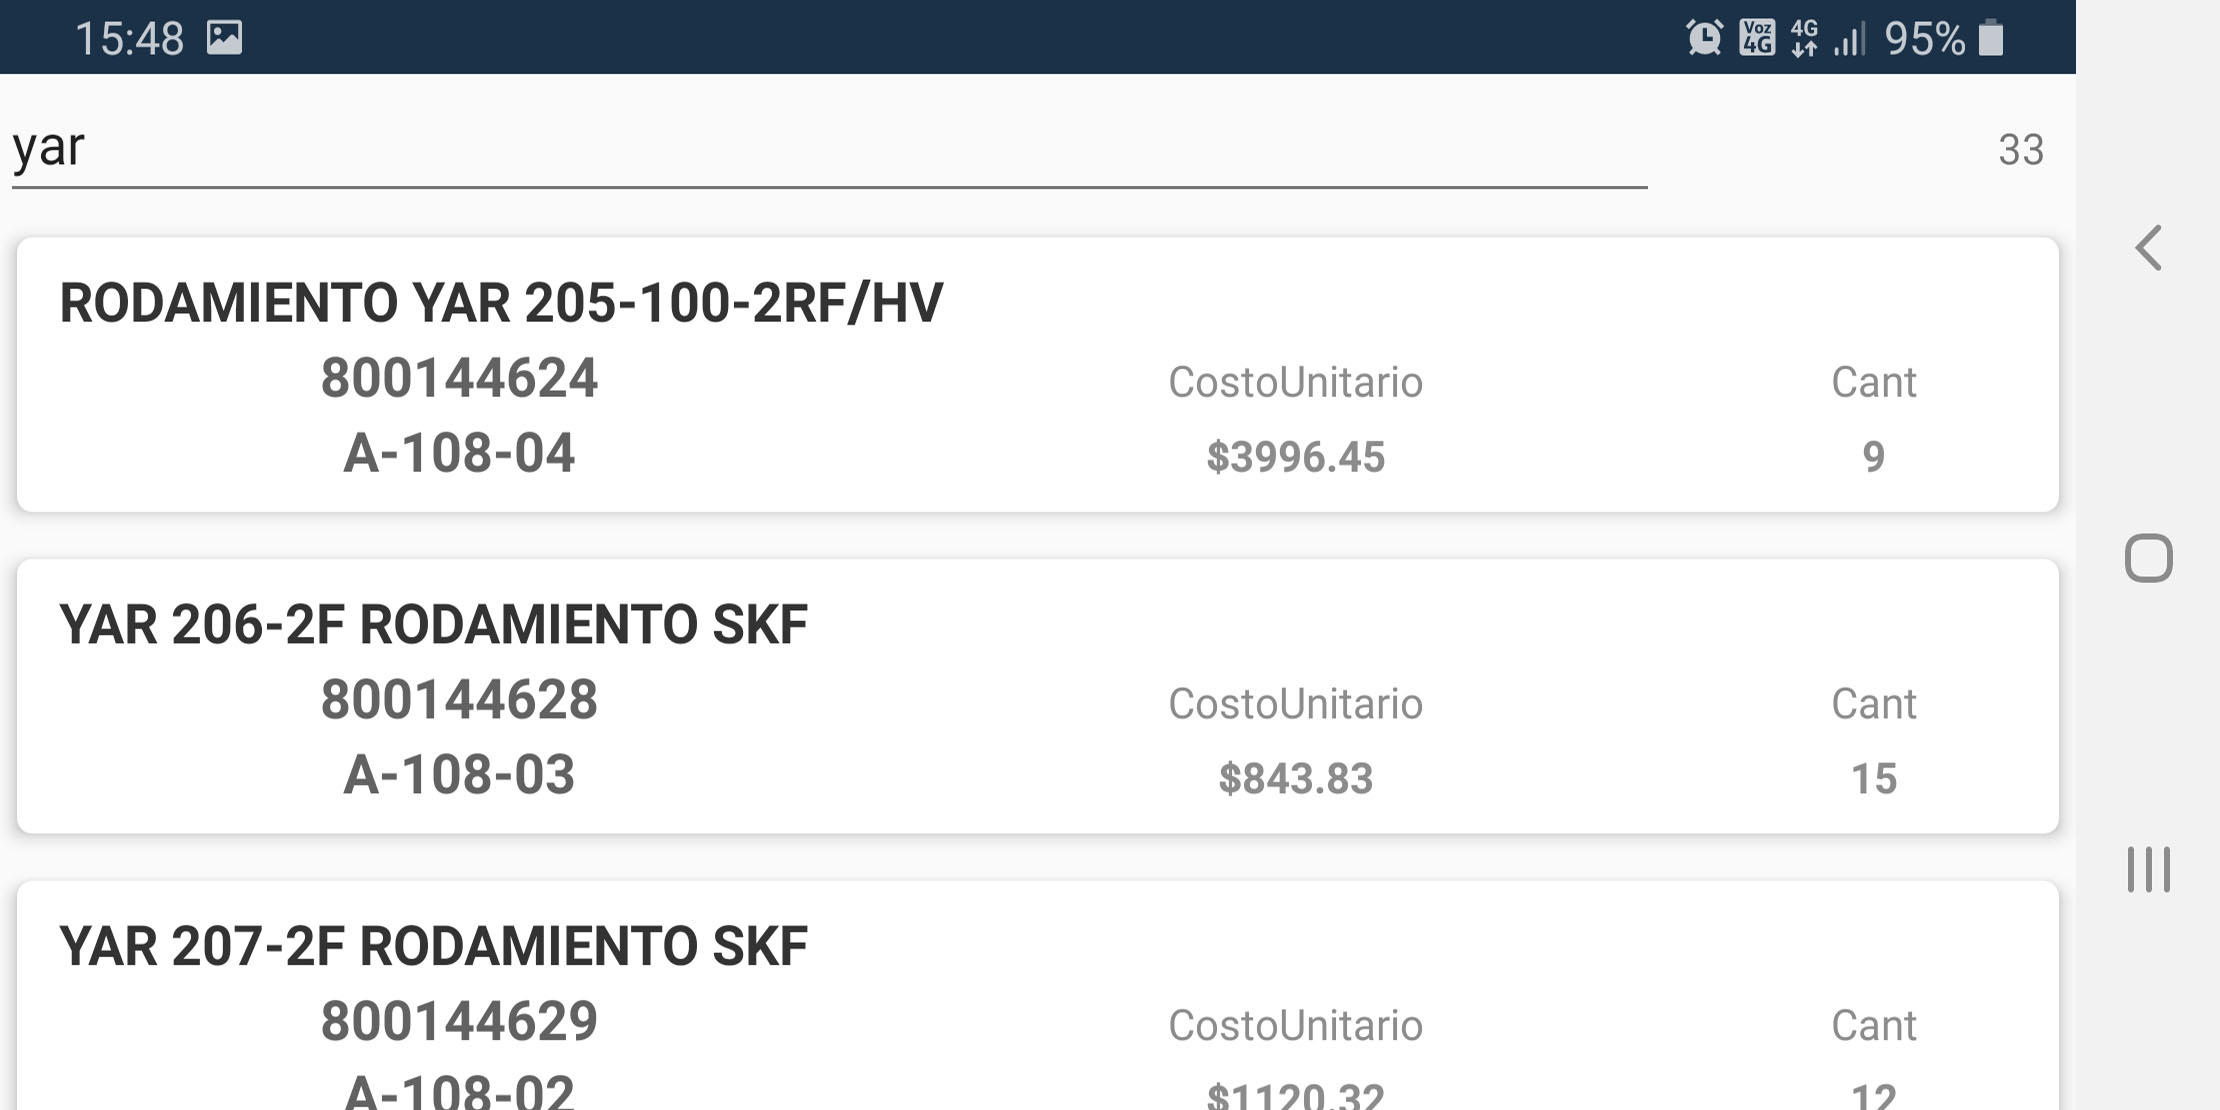 15:48 Voz 4G 4G 95%
yar 33
RODAMIENTO YAR 205-100-2RF/HV
800144624 CostoUnitario Cant
A-108-04 $3996.45 9
YAR 206-2F RODAMIENTO SKF
800144628 CostoUnitario Cant
A-108-03 $843.83 15
YAR 207-2F RODAMIENTO SKF
800144629 CostoUnitario Cant
A-108-02 $1120.32 12